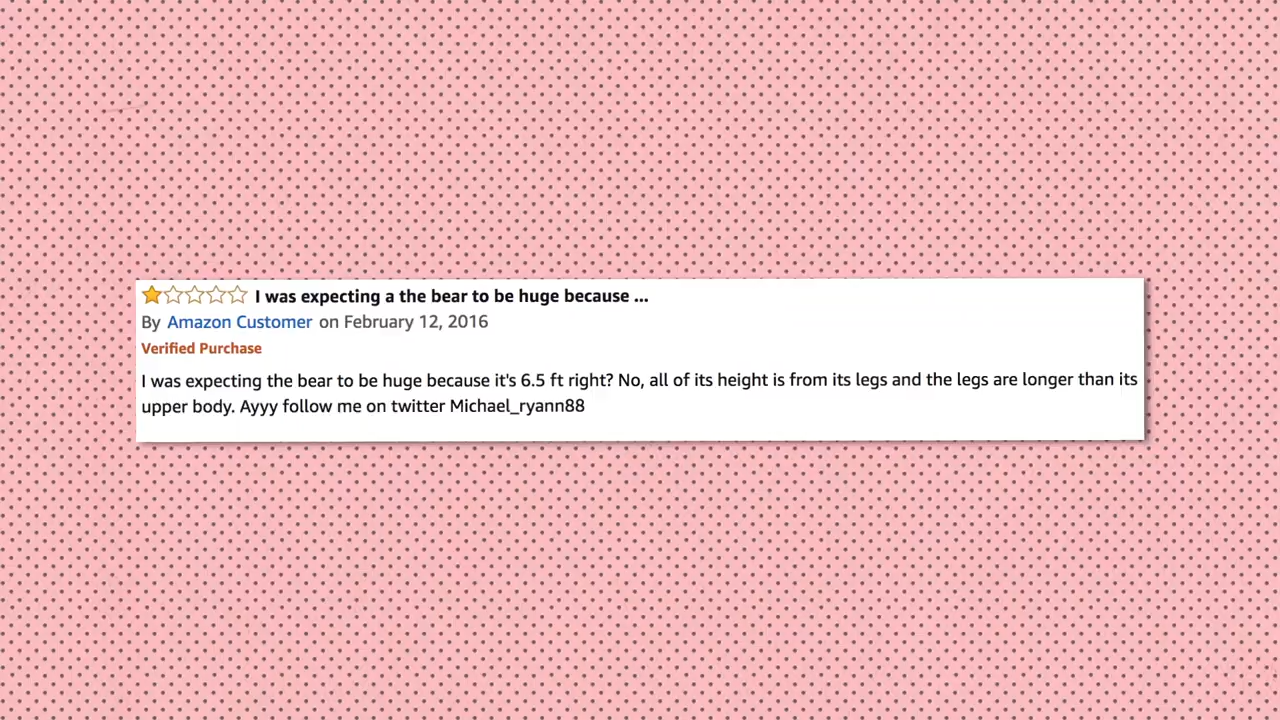 I was expecting a the bear to be huge because ...
By Amazon Customer on February 12, 2016
Verified Purchase
I was expecting the bear to be huge because it's 6.5 ft right? No, all of its height is from its legs and the legs are longer than its
upper body. Ayyy follow me on twitter Michael_ryann88